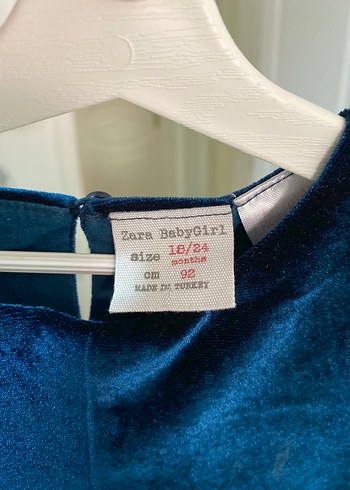 Zara BabyGirl
size 18/24
months
cm 92
MADE IN TURKEY